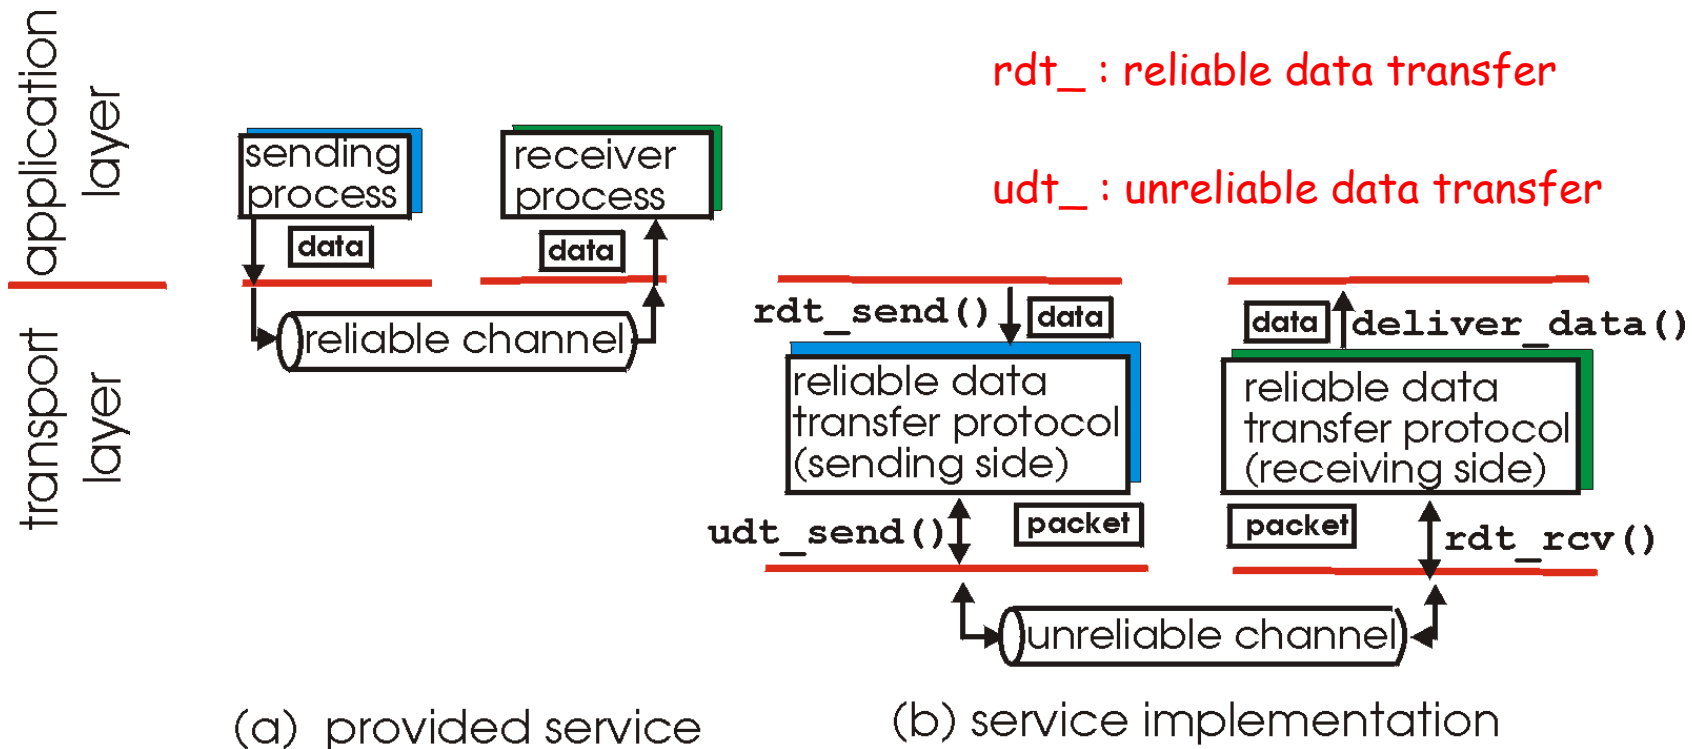 application
layer
transport
layer
rdt_ : reliable data transfer
udt_ : unreliable data transfer
sending
process
receiver
process
data
data
reliable channel
(a) provided service
rdt_send()
data
data
deliver_data()
reliable data
transfer protocol
(sending side)
reliable data
transfer protocol
(receiving side)
udt_send()
packet
packet
rdt_rcv()
unreliable channel
(b) service implementation